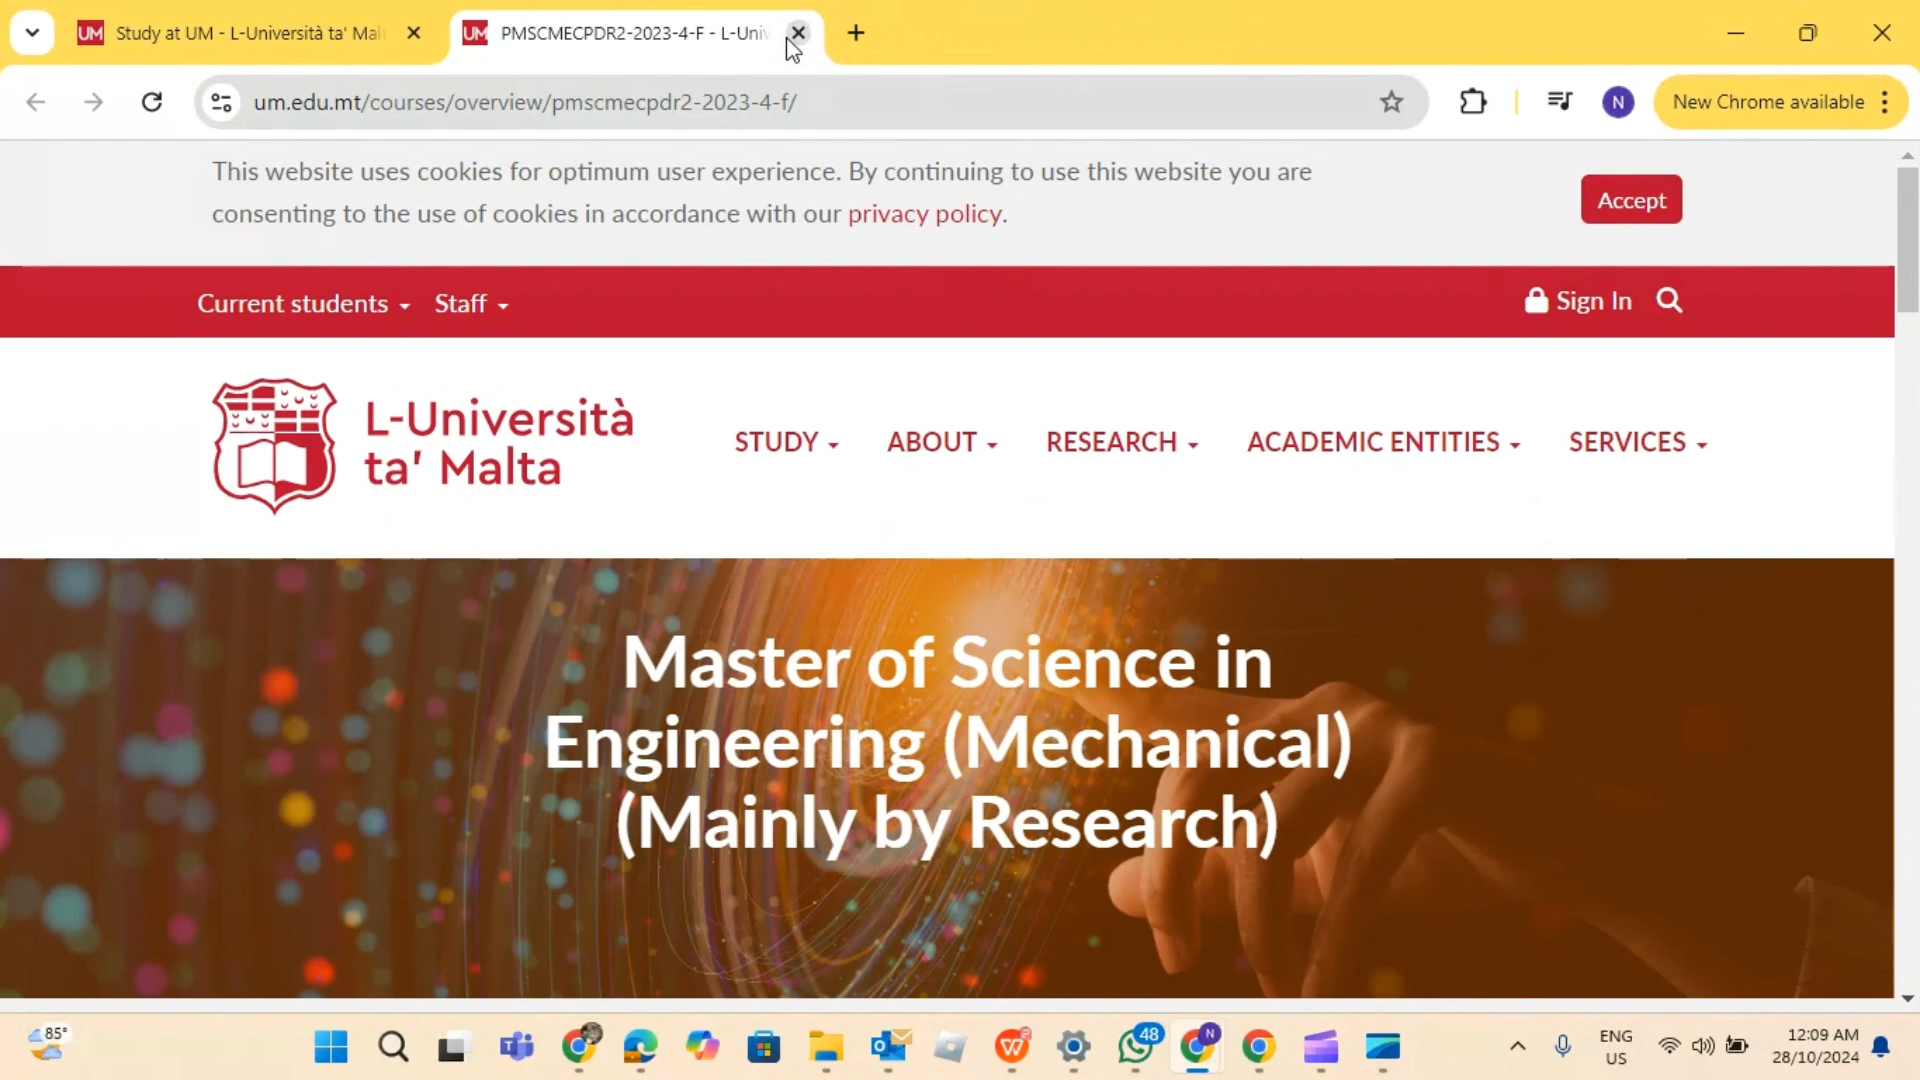 UM Study at UM - L-Università ta' Mal
UM PMSCMECPDR2-2023-4-F - L-Univ
um.edu.mt/courses/overview/pmscmecpdr2-2023-4-f/
N
New Chrome available
This website uses cookies for optimum user experience. By continuing to use this website you are
consenting to the use of cookies in accordance with our privacy policy.
Accept
Current students
Staff
Sign In
L-Università
ta' Malta
STUDY
ABOUT
RESEARCH
ACADEMIC ENTITIES
SERVICES
Master of Science in
Engineering (Mechanical)
(Mainly by Research)
85°
48
N
ENG
US
12:09 AM
28/10/2024